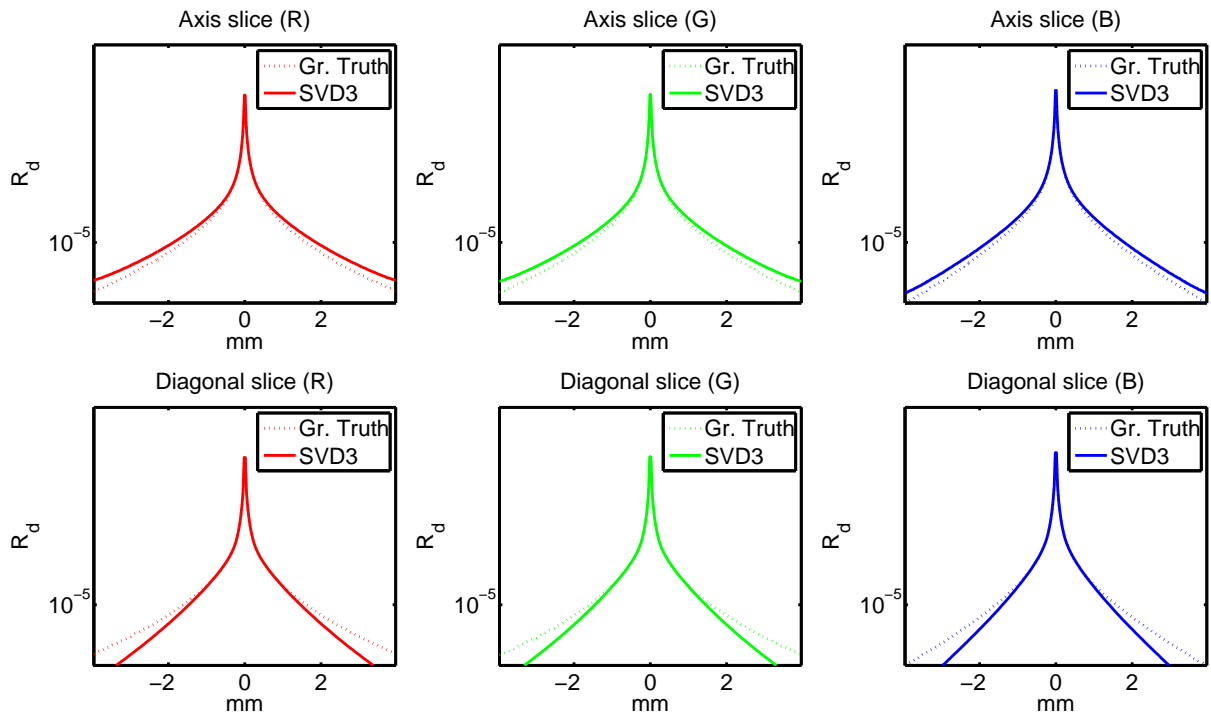 Axis slice (R)
Gr. Truth
SVD3
R_d
10^−5
−2
0
2
mm
Axis slice (G)
Gr. Truth
SVD3
R_d
10^−5
−2
0
2
mm
Axis slice (B)
Gr. Truth
SVD3
R_d
10^−5
−2
0
2
mm
Diagonal slice (R)
Gr. Truth
SVD3
R_d
10^−5
−2
0
2
mm
Diagonal slice (G)
Gr. Truth
SVD3
R_d
10^−5
−2
0
2
mm
Diagonal slice (B)
Gr. Truth
SVD3
R_d
10^−5
−2
0
2
mm